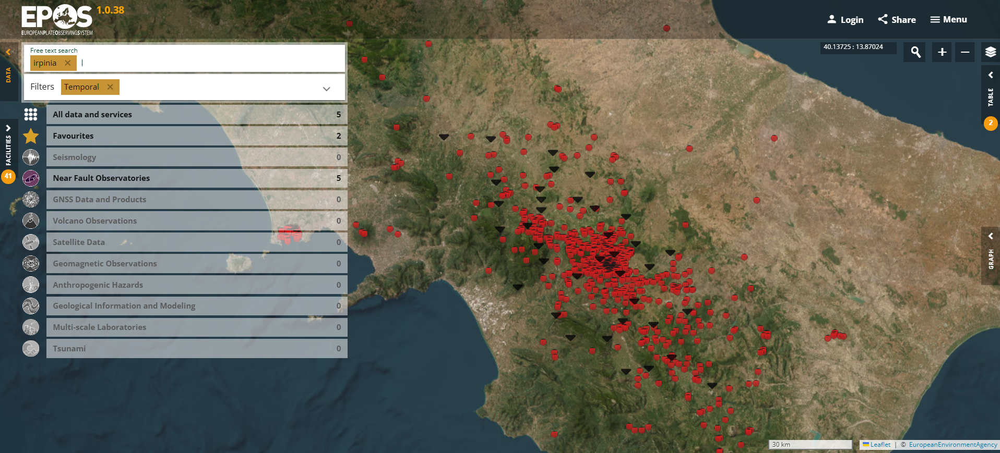 EPOS 1.0.38
EUROPEANPLATEOBSERVINGSYSTEM
Login
Share
Menu
Free text search
irpinia
40.13725 : 13.87024
DATA
Filters Temporal
All data and services 5
Favourites 2
Seismology 0
Near Fault Observatories 5
GNSS Data and Products 0
Volcano Observations 0
Satellite Data 0
Geomagnetic Observations 0
Anthropogenic Hazards 0
Geological Information and Modeling 0
Multi-scale Laboratories 0
Tsunami 0
FACILITIES
41
TABLE
2
GRAPH
30 km
Leaflet | © EuropeanEnvironmentAgency